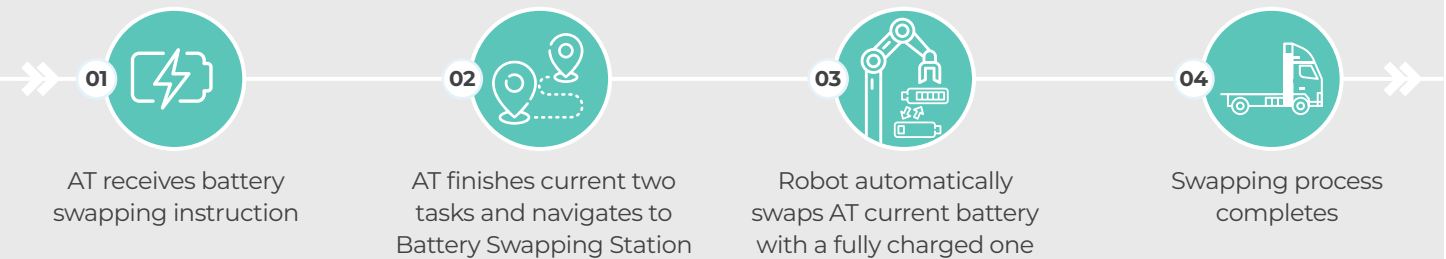 01
AT receives battery
swapping instruction
02
AT finishes current two
tasks and navigates to
Battery Swapping Station
03
Robot automatically
swaps AT current battery
with a fully charged one
04
Swapping process
completes